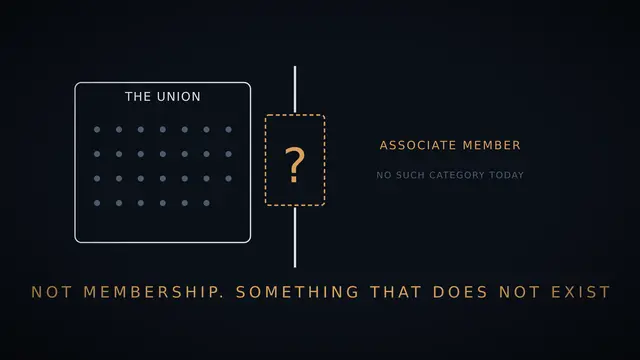 THE UNION
?
ASSOCIATE MEMBER
NO SUCH CATEGORY TODAY
NOT MEMBERSHIP. SOMETHING THAT DOES NOT EXIST